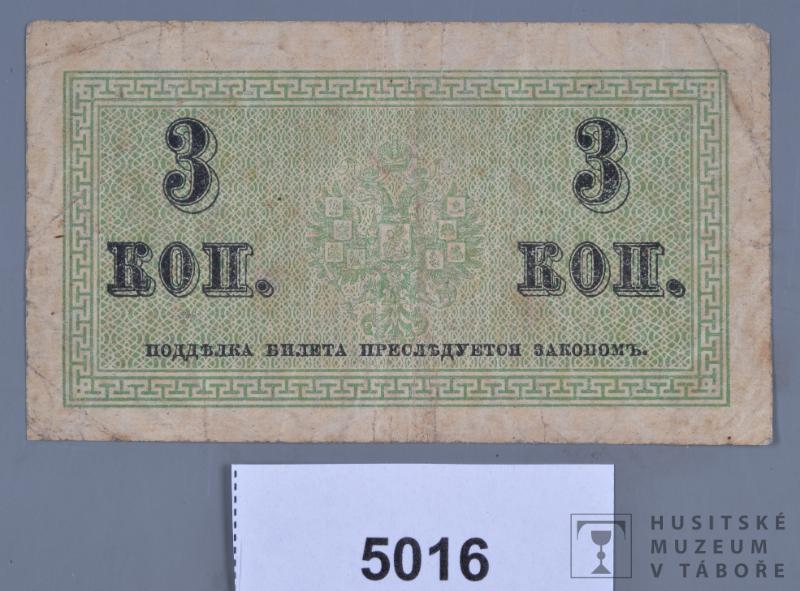 3 3
КОП. КОП.
ПОДДѢЛКА БИЛЕТА ПРЕСЛѢДУЕТСЯ ЗАКОНОМЪ.
5016
HUSITSKÉ
MUZEUM
V TÁBOŘE